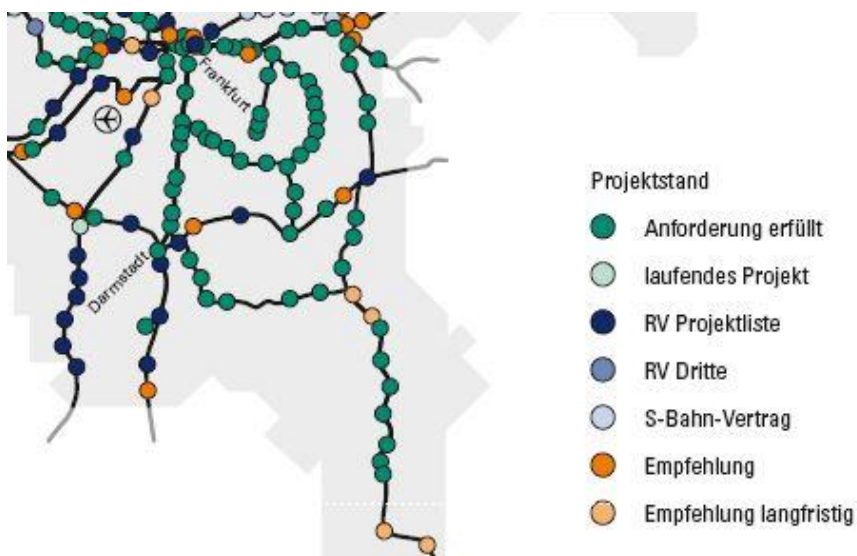 Frankfurt
Darmstadt
Projektstand
Anforderung erfüllt
laufendes Projekt
RV Projektliste
RV Dritte
S-Bahn-Vertrag
Empfehlung
Empfehlung langfristig